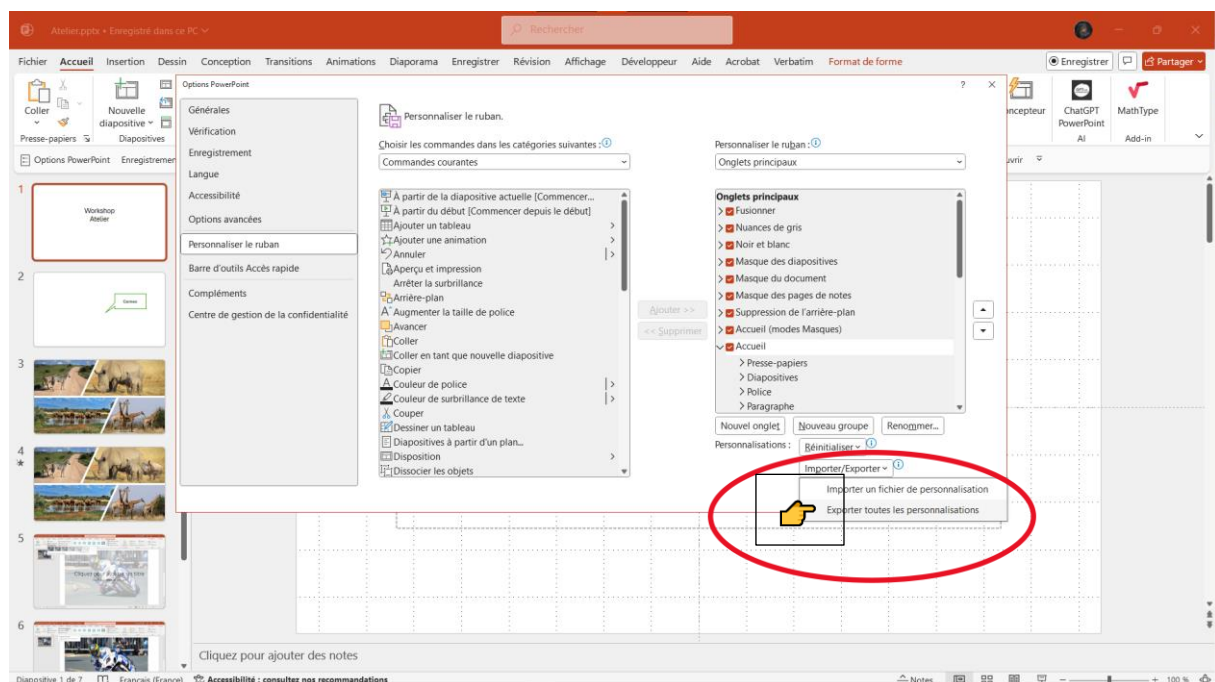 Atelier.pptx • Enregistré dans ce PC
Rechercher
Fichier Accueil Insertion Dessin Conception Transitions Animations Diaporama Enregistrer Révision Affichage Développeur Aide Acrobat Verbatim Format de forme Enregistrer Partager
Coller
Nouvelle
diapositive
Presse-papiers
Diapositives
ChatGPT
PowerPoint
MathType
AI
Add-in
Options PowerPoint
Options PowerPoint
Générales
Vérification
Enregistrement
Langue
Accessibilité
Options avancées
Personnaliser le ruban
Barre d'outils Accès rapide
Compléments
Centre de gestion de la confidentialité
Personnaliser le ruban.
Choisir les commandes dans les catégories suivantes :
Commandes courantes
À partir de la diapositive actuelle [Commencer...
À partir du début [Commencer depuis le début]
Ajouter un tableau
Ajouter une animation
Annuler
Aperçu et impression
Arrêter la surbrillance
Arrière-plan
Augmenter la taille de police
Avancer
Coller
Coller en tant que nouvelle diapositive
Copier
Couleur de police
Couleur de surbrillance de texte
Couper
Dessiner un tableau
Diapositives à partir d'un plan...
Disposition
Dissocier les objets
Ajouter >>
<< Supprimer
Personnaliser le ruban :
Onglets principaux
Onglets principaux
Fusionner
Nuances de gris
Noir et blanc
Masque des diapositives
Masque du document
Masque des pages de notes
Suppression de l'arrière-plan
Accueil (modes Masques)
Accueil
Presse-papiers
Diapositives
Police
Paragraphe
Nouvel onglet Nouveau groupe Renommer...
Personnalisations : Réinitialiser
Importer/Exporter
Importer un fichier de personnalisation
Exporter toutes les personnalisations
1
Workshop
Atelier
2
3
4
5
6
Cliquez pour ajouter des notes
Diapositive 1 de 7 Français (France) Accessibilité : consultez nos recommandations Notes 100 %